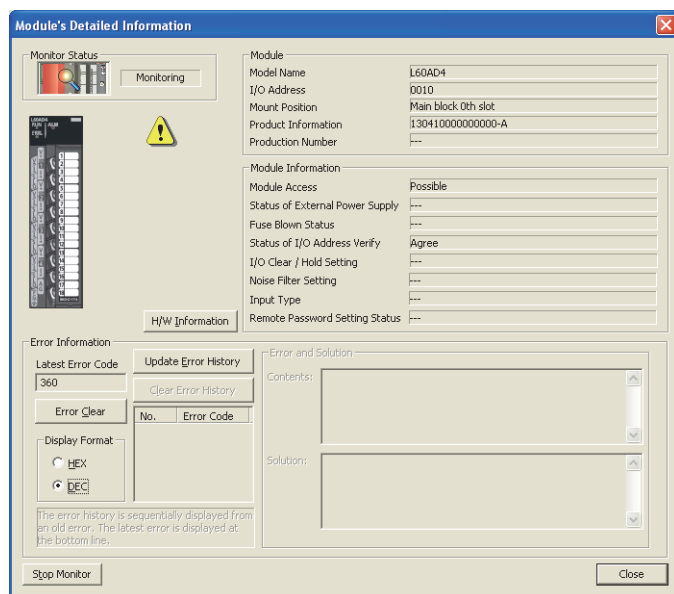 Module's Detailed Information
Monitor Status
Monitoring
Module
Model Name L60AD4
I/O Address 0010
Mount Position Main block 0th slot
Product Information 130410000000000-A
Production Number ---
Module Information
Module Access Possible
Status of External Power Supply ---
Fuse Blown Status ---
Status of I/O Address Verify Agree
I/O Clear / Hold Setting ---
Noise Filter Setting ---
Input Type ---
Remote Password Setting Status ---
H/W Information
Error Information
Latest Error Code
360
Error Clear
Display Format
HEX
DEC
Update Error History
Clear Error History
No. Error Code
The error history is sequentially displayed from
an old error. The latest error is displayed at
the bottom line.
Error and Solution
Contents:
Solution:
Stop Monitor
Close